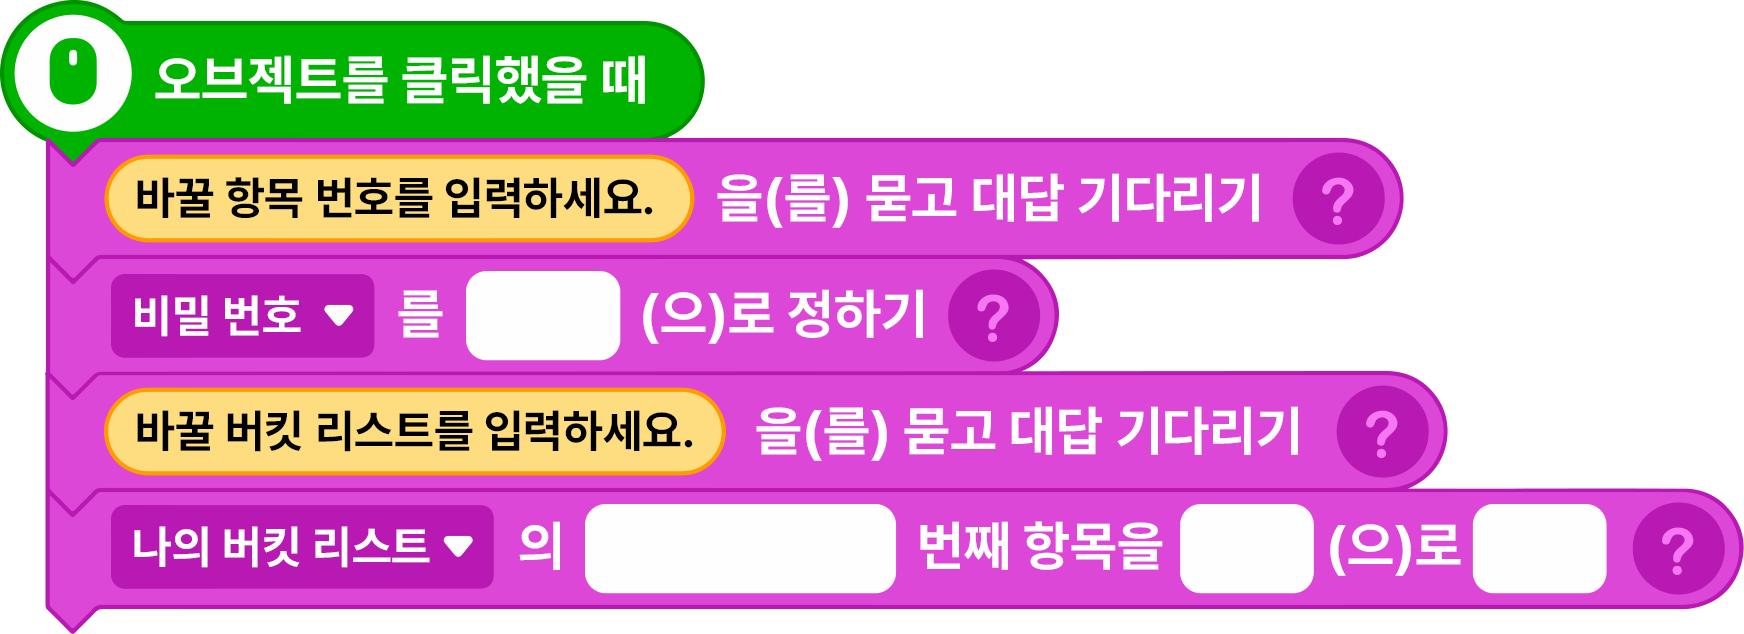 오브젝트를 클릭했을 때
바꿀 항목 번호를 입력하세요. 을(를) 묻고 대답 기다리기 ?
비밀 번호 를 (으)로 정하기 ?
바꿀 버킷 리스트를 입력하세요. 을(를) 묻고 대답 기다리기 ?
나의 버킷 리스트 의 번째 항목을 (으)로 ?